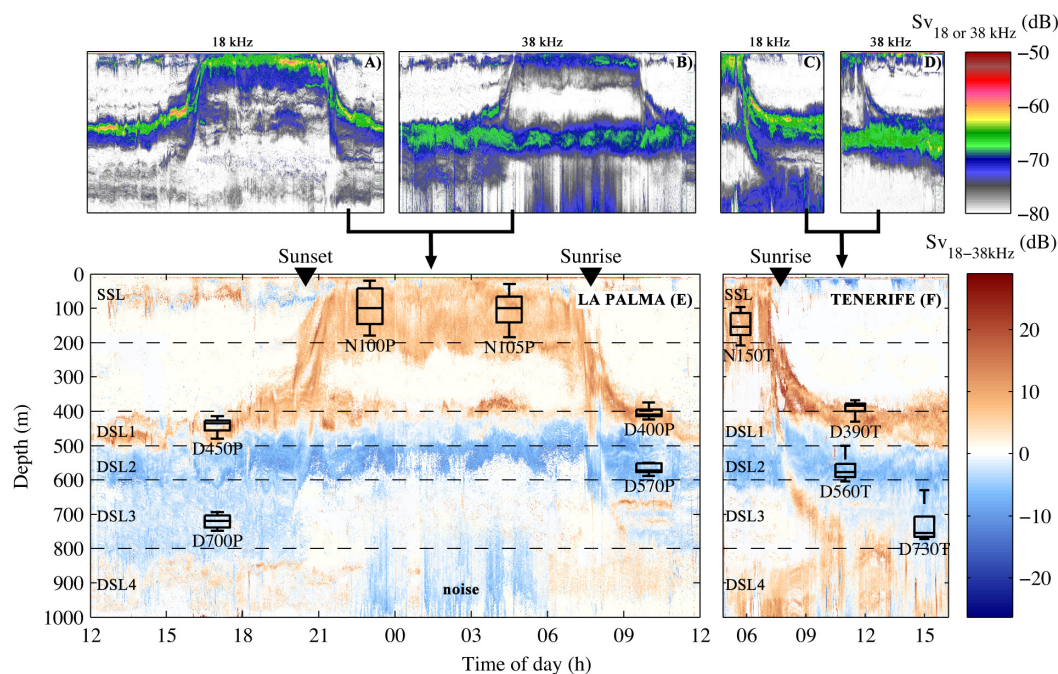 Sv18 or 38 kHz (dB)
18 kHz
38 kHz
18 kHz
38 kHz
A)
B)
C)
D)
-50
-60
-70
-80
Sv18−38kHz (dB)
Sunset
Sunrise
Sunrise
LA PALMA (E)
TENERIFE (F)
0
100
200
300
400
500
600
700
800
900
1000
Depth (m)
SSL
DSL1
DSL2
DSL3
DSL4
N100P
N105P
D450P
D400P
D570P
D700P
noise
SSL
N150T
DSL1
D390T
DSL2
D560T
DSL3
D730T
DSL4
20
10
0
−10
−20
12
15
18
21
00
03
06
09
12
06
09
12
15
Time of day (h)